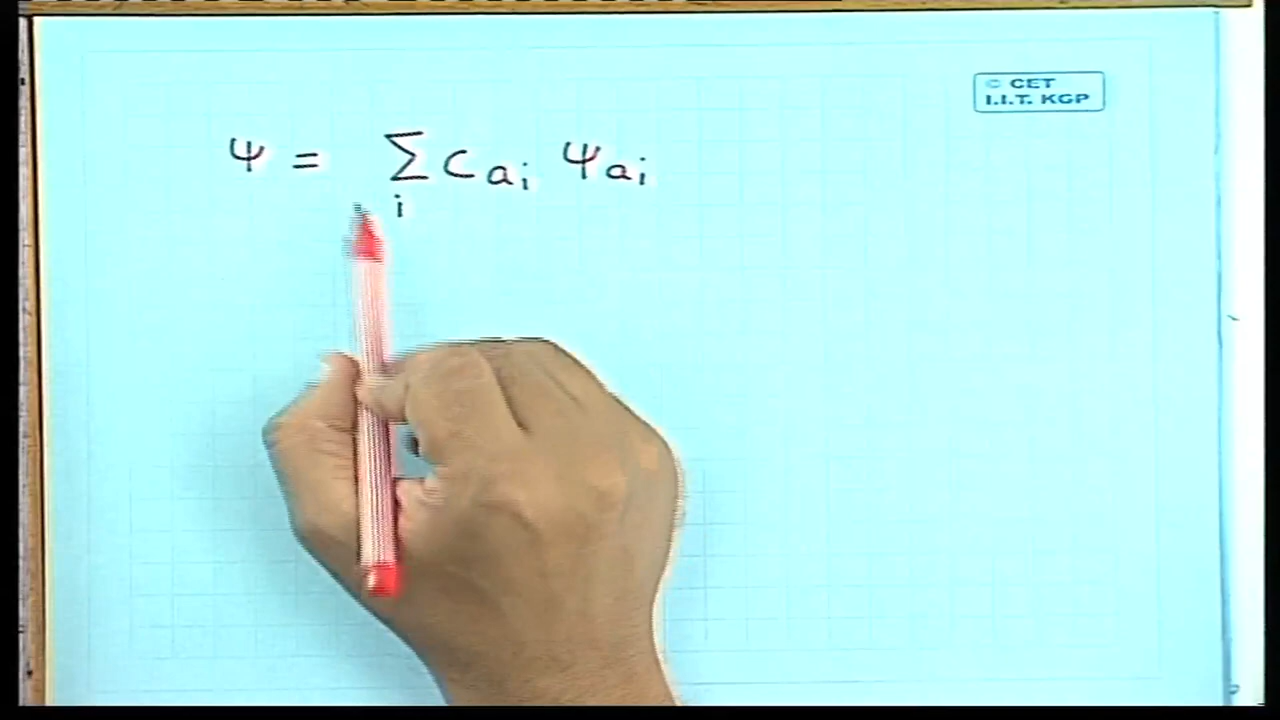 © CET
I.I.T. KGP
Ψ = Σ C_{a_i} Ψ_{a_i}
i